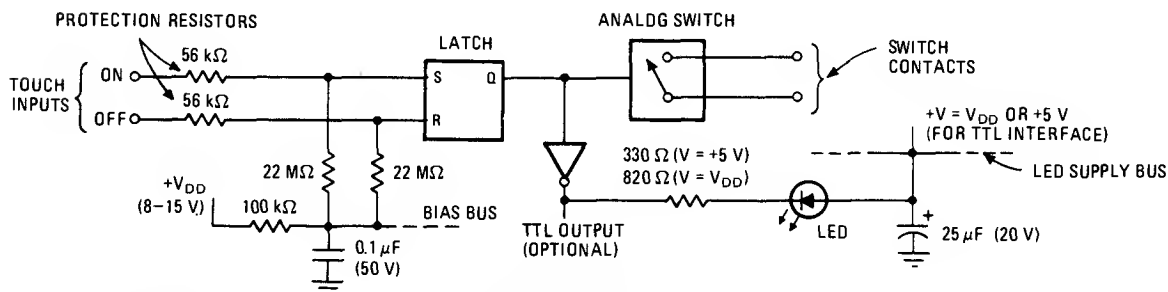 PROTECTION RESISTORS
ANALDG SWITCH
56 kΩ
LATCH
TOUCH
INPUTS
ON
S
Q
SWITCH
CONTACTS
56 kΩ
OFF
R
+V = VDD OR +5 V
(FOR TTL INTERFACE)
22 MΩ
22 MΩ
330 Ω (V = +5 V)
820 Ω (V = VDD)
LED SUPPLY BUS
+VDD
(8–15 V)
100 kΩ
BIAS BUS
TTL OUTPUT
(OPTIONAL)
LED
+
25 μF (20 V)
0.1 μF
(50 V)